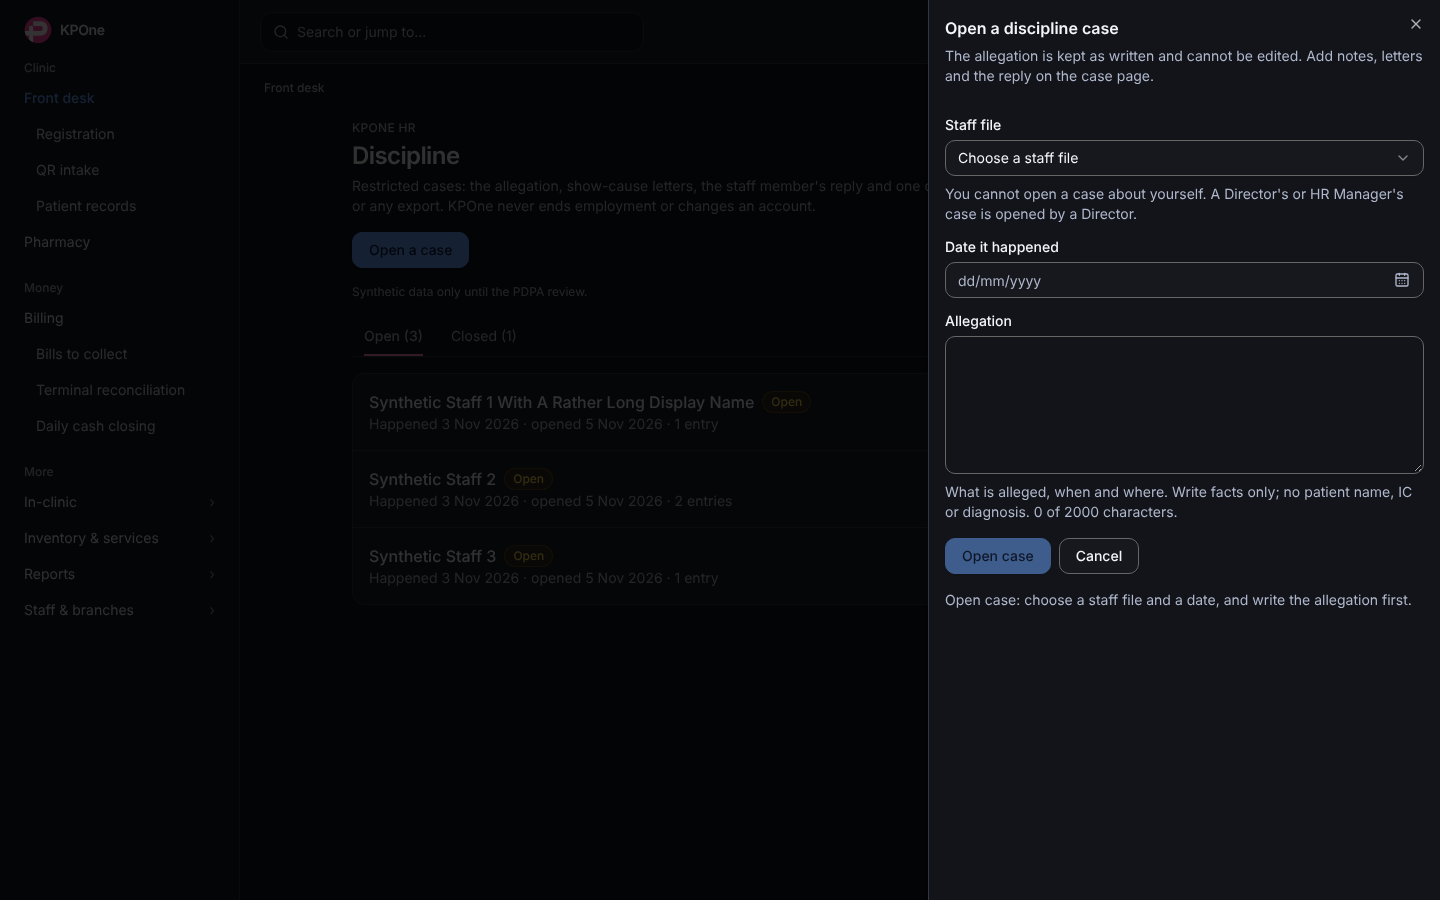 KPOne
Clinic
Front desk
Registration
QR intake
Patient records
Pharmacy
Money
Billing
Bills to collect
Terminal reconciliation
Daily cash closing
More
In-clinic
Inventory & services
Reports
Staff & branches
Search or jump to...
Front desk
KPONE HR
Discipline
Restricted cases: the allegation, show-cause letters, the staff member's reply and one
or any export. KPOne never ends employment or changes an account.
Open a case
Synthetic data only until the PDPA review.
Open (3) Closed (1)
Synthetic Staff 1 With A Rather Long Display Name Open
Happened 3 Nov 2026 · opened 5 Nov 2026 · 1 entry
Synthetic Staff 2 Open
Happened 3 Nov 2026 · opened 5 Nov 2026 · 2 entries
Synthetic Staff 3 Open
Happened 3 Nov 2026 · opened 5 Nov 2026 · 1 entry
Open a discipline case
The allegation is kept as written and cannot be edited. Add notes, letters
and the reply on the case page.
Staff file
Choose a staff file
You cannot open a case about yourself. A Director's or HR Manager's
case is opened by a Director.
Date it happened
dd/mm/yyyy
Allegation
What is alleged, when and where. Write facts only; no patient name, IC
or diagnosis. 0 of 2000 characters.
Open case Cancel
Open case: choose a staff file and a date, and write the allegation first.